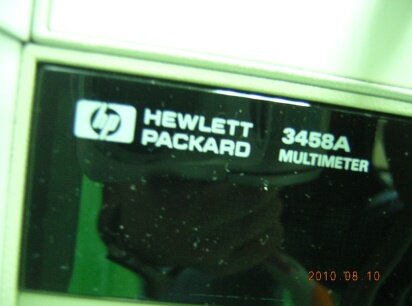 hp HEWLETT
PACKARD
3458A
MULTIMETER
2010.08.10